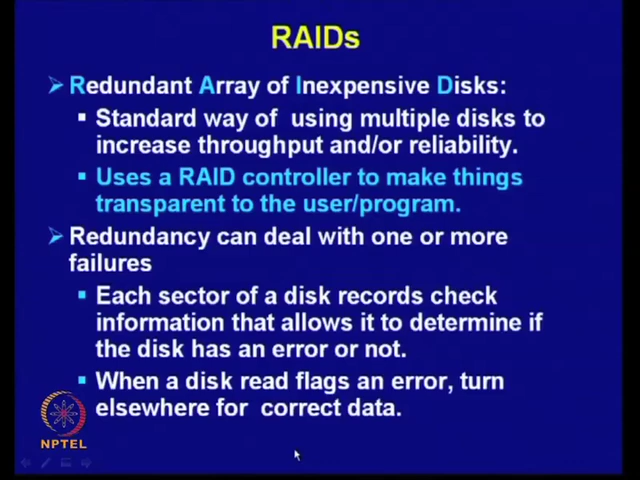 RAIDs
Redundant Array of Inexpensive Disks:
Standard way of using multiple disks to
increase throughput and/or reliability.
Uses a RAID controller to make things
transparent to the user/program.
Redundancy can deal with one or more
failures
Each sector of a disk records check
information that allows it to determine if
the disk has an error or not.
When a disk read flags an error, turn
elsewhere for correct data.
NPTEL